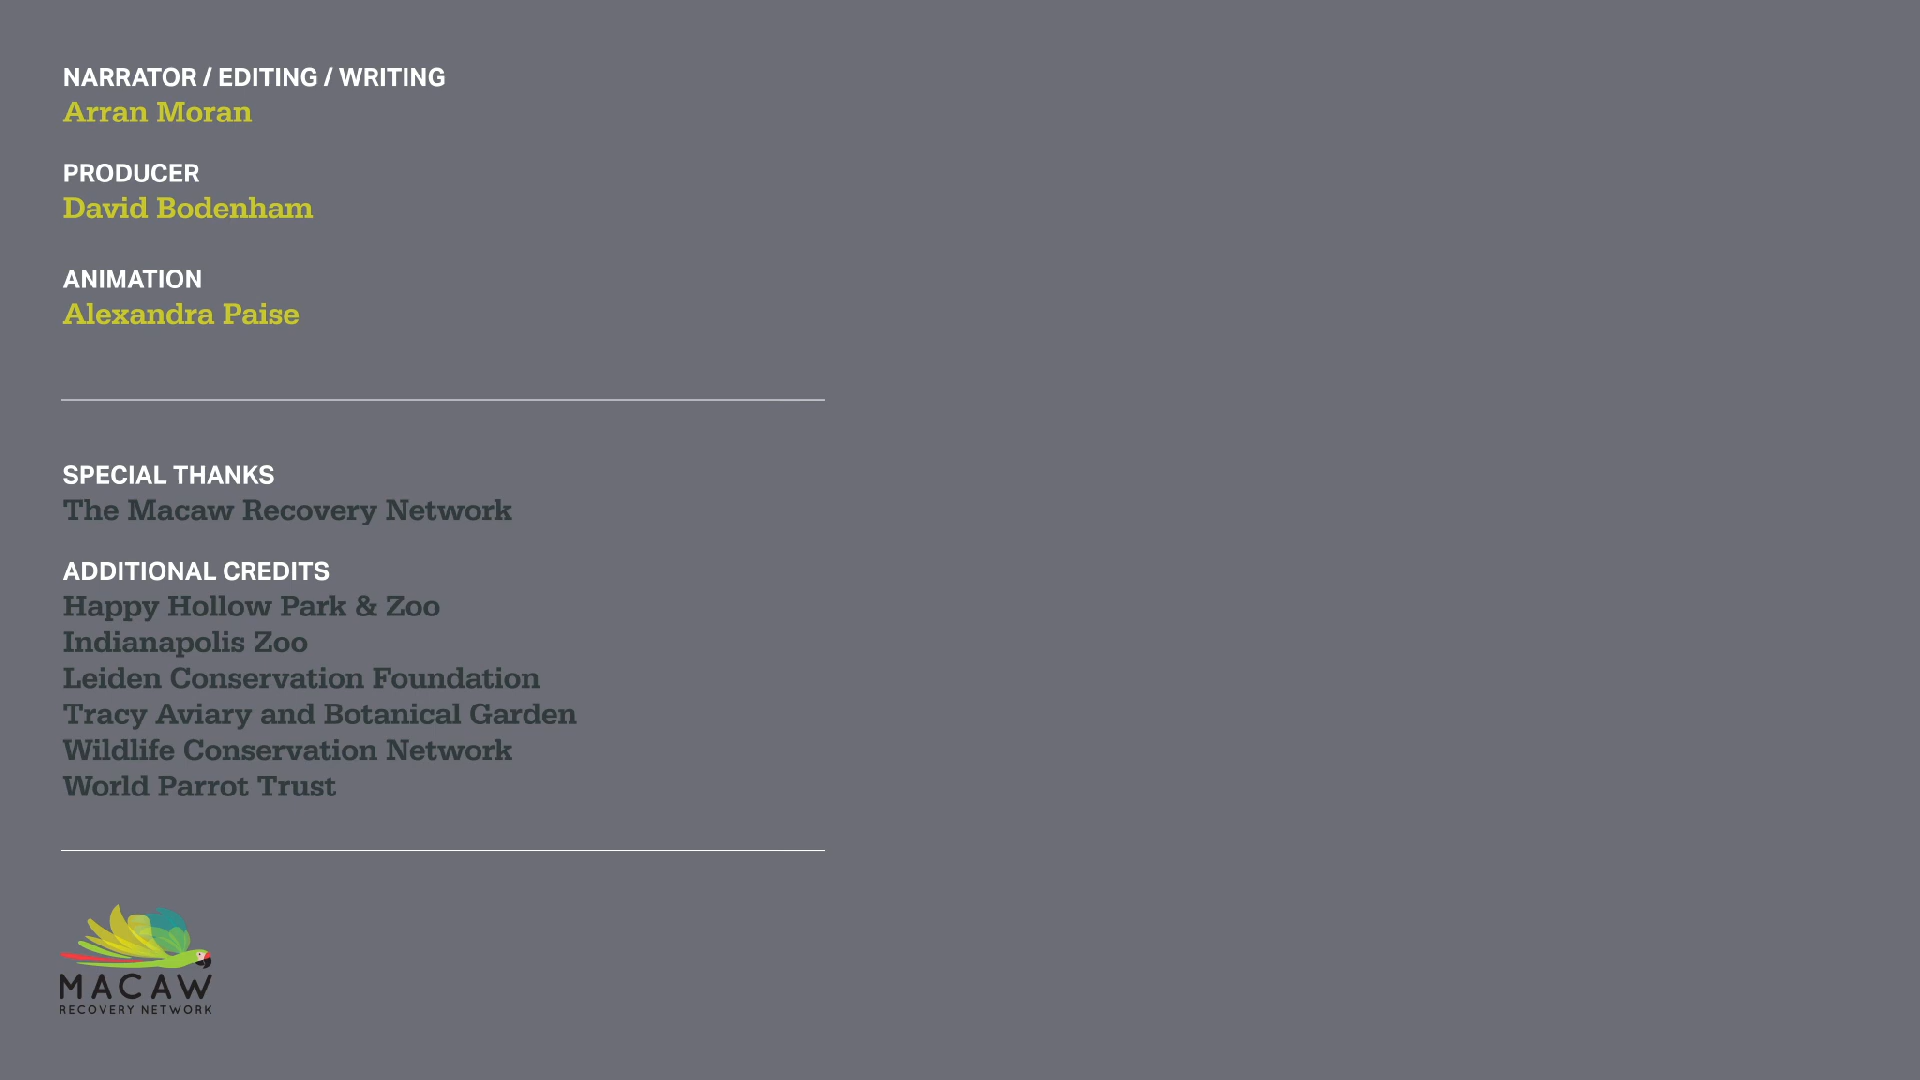 NARRATOR / EDITING / WRITING
Arran Moran
PRODUCER
David Bodenham
ANIMATION
Alexandra Paise
SPECIAL THANKS
The Macaw Recovery Network
ADDITIONAL CREDITS
Happy Hollow Park & Zoo
Indianapolis Zoo
Leiden Conservation Foundation
Tracy Aviary and Botanical Garden
Wildlife Conservation Network
World Parrot Trust
MACAW
RECOVERY NETWORK